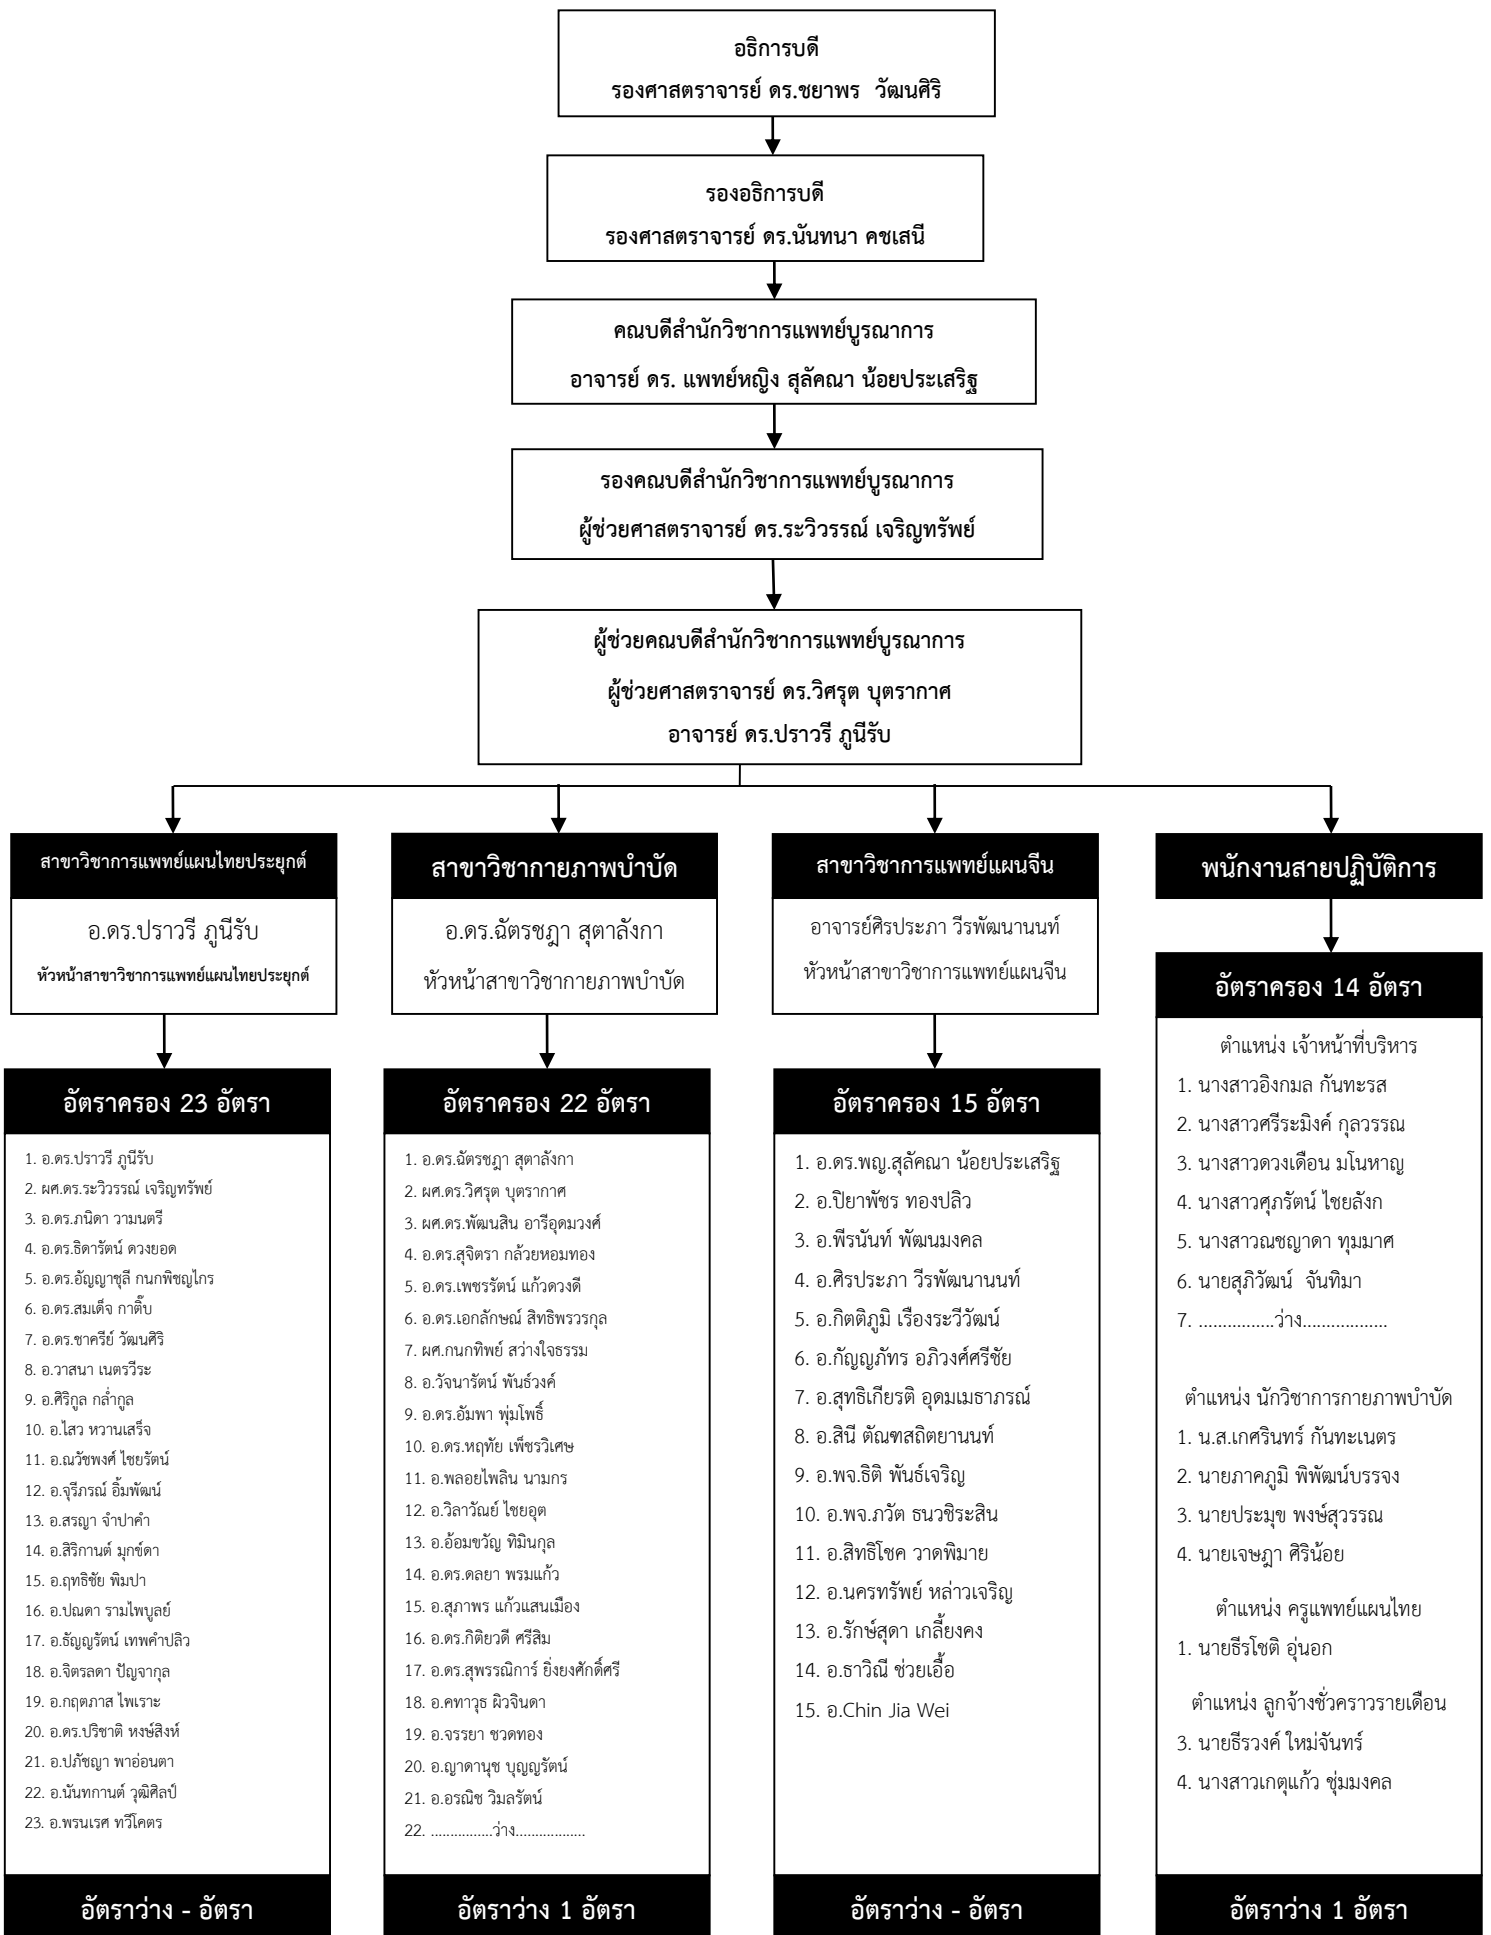 อธิการบดี
รองศาสตราจารย์ ดร.ชยาพร วัฒนศิริ
รองอธิการบดี
รองศาสตราจารย์ ดร.นันทนา คชเสนี
คณบดีสำนักวิชาการแพทย์บูรณาการ
อาจารย์ ดร. แพทย์หญิง สุลัคณา น้อยประเสริฐ
รองคณบดีสำนักวิชาการแพทย์บูรณาการ
ผู้ช่วยศาสตราจารย์ ดร.ระวิวรรณ์ เจริญทรัพย์
ผู้ช่วยคณบดีสำนักวิชาการแพทย์บูรณาการ
ผู้ช่วยศาสตราจารย์ ดร.วิศรุต บุตรากาศ
อาจารย์ ดร.ปราวรี ภูนีรับ
สาขาวิชาการแพทย์แผนไทยประยุกต์
อ.ดร.ปราวรี ภูนีรับ
หัวหน้าสาขาวิชาการแพทย์แผนไทยประยุกต์
อัตราครอง 23 อัตรา
1. อ.ดร.ปราวรี ภูนีรับ
2. ผศ.ดร.ระวิวรรณ์ เจริญทรัพย์
3. อ.ดร.ภนิดา วามนตรี
4. อ.ดร.ธิดารัตน์ ดวงยอด
5. อ.ดร.อัญญาชุลี กนกพิชญไกร
6. อ.ดร.สมเด็จ กาติ๊บ
7. อ.ดร.ชาครีย์ วัฒนศิริ
8. อ.วาสนา เนตรวีระ
9. อ.ศิริกูล กล่ำกูล
10. อ.ไสว หวานเสร็จ
11. อ.ณวัชพงศ์ ไชยรัตน์
12. อ.จุรีภรณ์ อิ้มพัฒน์
13. อ.สรญา จำปาคำ
14. อ.สิริกานต์ มุกข์ดา
15. อ.ฤทธิชัย พิมปา
16. อ.ปณดา รามไพบูลย์
17. อ.ธัญญรัตน์ เทพคำปลิว
18. อ.จิตรลดา ปัญจากุล
19. อ.กฤตภาส ไพเราะ
20. อ.ดร.ปริชาติ หงษ์สิงห์
21. อ.ปภัชญา พาอ่อนตา
22. อ.นันทกานต์ วุฒิศิลป์
23. อ.พรนเรศ ทวีโคตร
อัตราว่าง - อัตรา
สาขาวิชากายภาพบำบัด
อ.ดร.ฉัตรชฎา สุตาลังกา
หัวหน้าสาขาวิชากายภาพบำบัด
อัตราครอง 22 อัตรา
1. อ.ดร.ฉัตรชฎา สุตาลังกา
2. ผศ.ดร.วิศรุต บุตรากาศ
3. ผศ.ดร.พัฒนสิน อารีอุดมวงศ์
4. อ.ดร.สุจิตรา กล้วยหอมทอง
5. อ.ดร.เพชรรัตน์ แก้วดวงดี
6. อ.ดร.เอกลักษณ์ สิทธิพรวรกุล
7. ผศ.กนกทิพย์ สว่างใจธรรม
8. อ.วัจนารัตน์ พันธ์วงค์
9. อ.ดร.อัมพา พุ่มโพธิ์
10. อ.ดร.หฤทัย เพ็ชรวิเศษ
11. อ.พลอยไพลิน นามกร
12. อ.วิลาวัณย์ ไชยอุต
13. อ.อ้อมขวัญ ทิมินกุล
14. อ.ดร.ดลยา พรมแก้ว
15. อ.สุภาพร แก้วแสนเมือง
16. อ.ดร.กิติยวดี ศรีสิม
17. อ.ดร.สุพรรณิการ์ ยิ่งยงศักดิ์ศรี
18. อ.คทาวุธ ผิวจินดา
19. อ.จรรยา ชวดทอง
20. อ.ญาดานุช บุญญรัตน์
21. อ.อรณิช วิมลรัตน์
22. ................ว่าง..................
อัตราว่าง 1 อัตรา
สาขาวิชาการแพทย์แผนจีน
อาจารย์ศิรประภา วีรพัฒนานนท์
หัวหน้าสาขาวิชาการแพทย์แผนจีน
อัตราครอง 15 อัตรา
1. อ.ดร.พญ.สุลัคณา น้อยประเสริฐ
2. อ.ปิยาพัชร ทองปลิว
3. อ.พีรนันท์ พัฒนมงคล
4. อ.ศิรประภา วีรพัฒนานนท์
5. อ.กิตติภูมิ เรืองระวีวัฒน์
6. อ.กัญญภัทร อภิวงศ์ศรีชัย
7. อ.สุทธิเกียรติ อุดมเมธาภรณ์
8. อ.สินี ตัณฑสถิตยานนท์
9. อ.พจ.ธิติ พันธ์เจริญ
10. อ.พจ.ภวัต ธนวชิระสิน
11. อ.สิทธิโชค วาดพิมาย
12. อ.นครทรัพย์ หล่าวเจริญ
13. อ.รักษ์สุดา เกลี้ยงคง
14. อ.ธาวิณี ช่วยเอื้อ
15. อ.Chin Jia Wei
อัตราว่าง - อัตรา
พนักงานสายปฏิบัติการ
อัตราครอง 14 อัตรา
ตำแหน่ง เจ้าหน้าที่บริหาร
1. นางสาวอิงกมล กันทะรส
2. นางสาวศรีระมิงค์ กุลวรรณ
3. นางสาวดวงเดือน มโนหาญ
4. นางสาวศุภรัตน์ ไชยลังก
5. นางสาวณชญาดา ทุมมาศ
6. นายสุภิวัฒน์ จันทิมา
7. ................ว่าง..................
ตำแหน่ง นักวิชาการกายภาพบำบัด
1. น.ส.เกศรินทร์ กันทะเนตร
2. นายภาคภูมิ พิพัฒน์บรรจง
3. นายประมุข พงษ์สุวรรณ
4. นายเจษฎา ศิริน้อย
ตำแหน่ง ครูแพทย์แผนไทย
1. นายธีรโชติ อุ่นอก
ตำแหน่ง ลูกจ้างชั่วคราวรายเดือน
3. นายธีรวงค์ ใหม่จันทร์
4. นางสาวเกตุแก้ว ชุ่มมงคล
อัตราว่าง 1 อัตรา